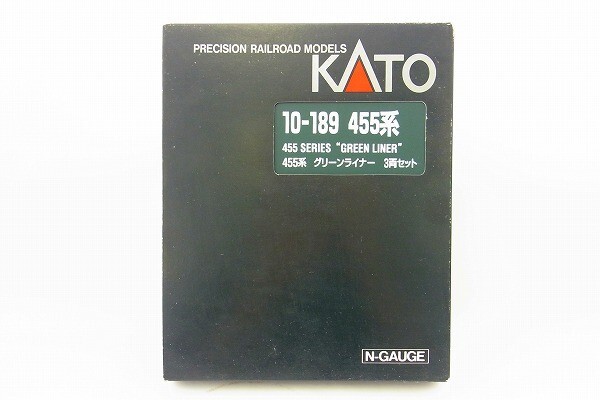 PRECISION RAILROAD MODELS
KATO
10-189 455系
455 SERIES "GREEN LINER"
455系 グリーンライナー 3両セット
N-GAUGE